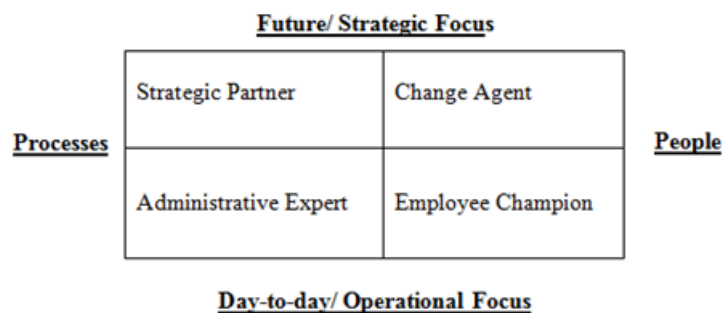 Future/ Strategic Focus
Strategic Partner
Change Agent
Processes
People
Administrative Expert
Employee Champion
Day-to-day/ Operational Focus